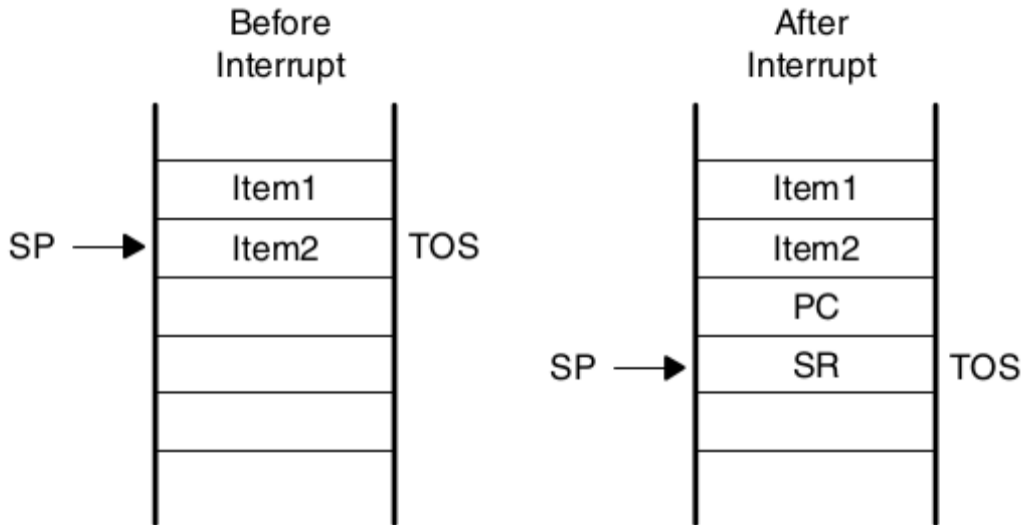 Before
Interrupt
Item1
SP
Item2
TOS
After
Interrupt
Item1
Item2
PC
SP
SR
TOS